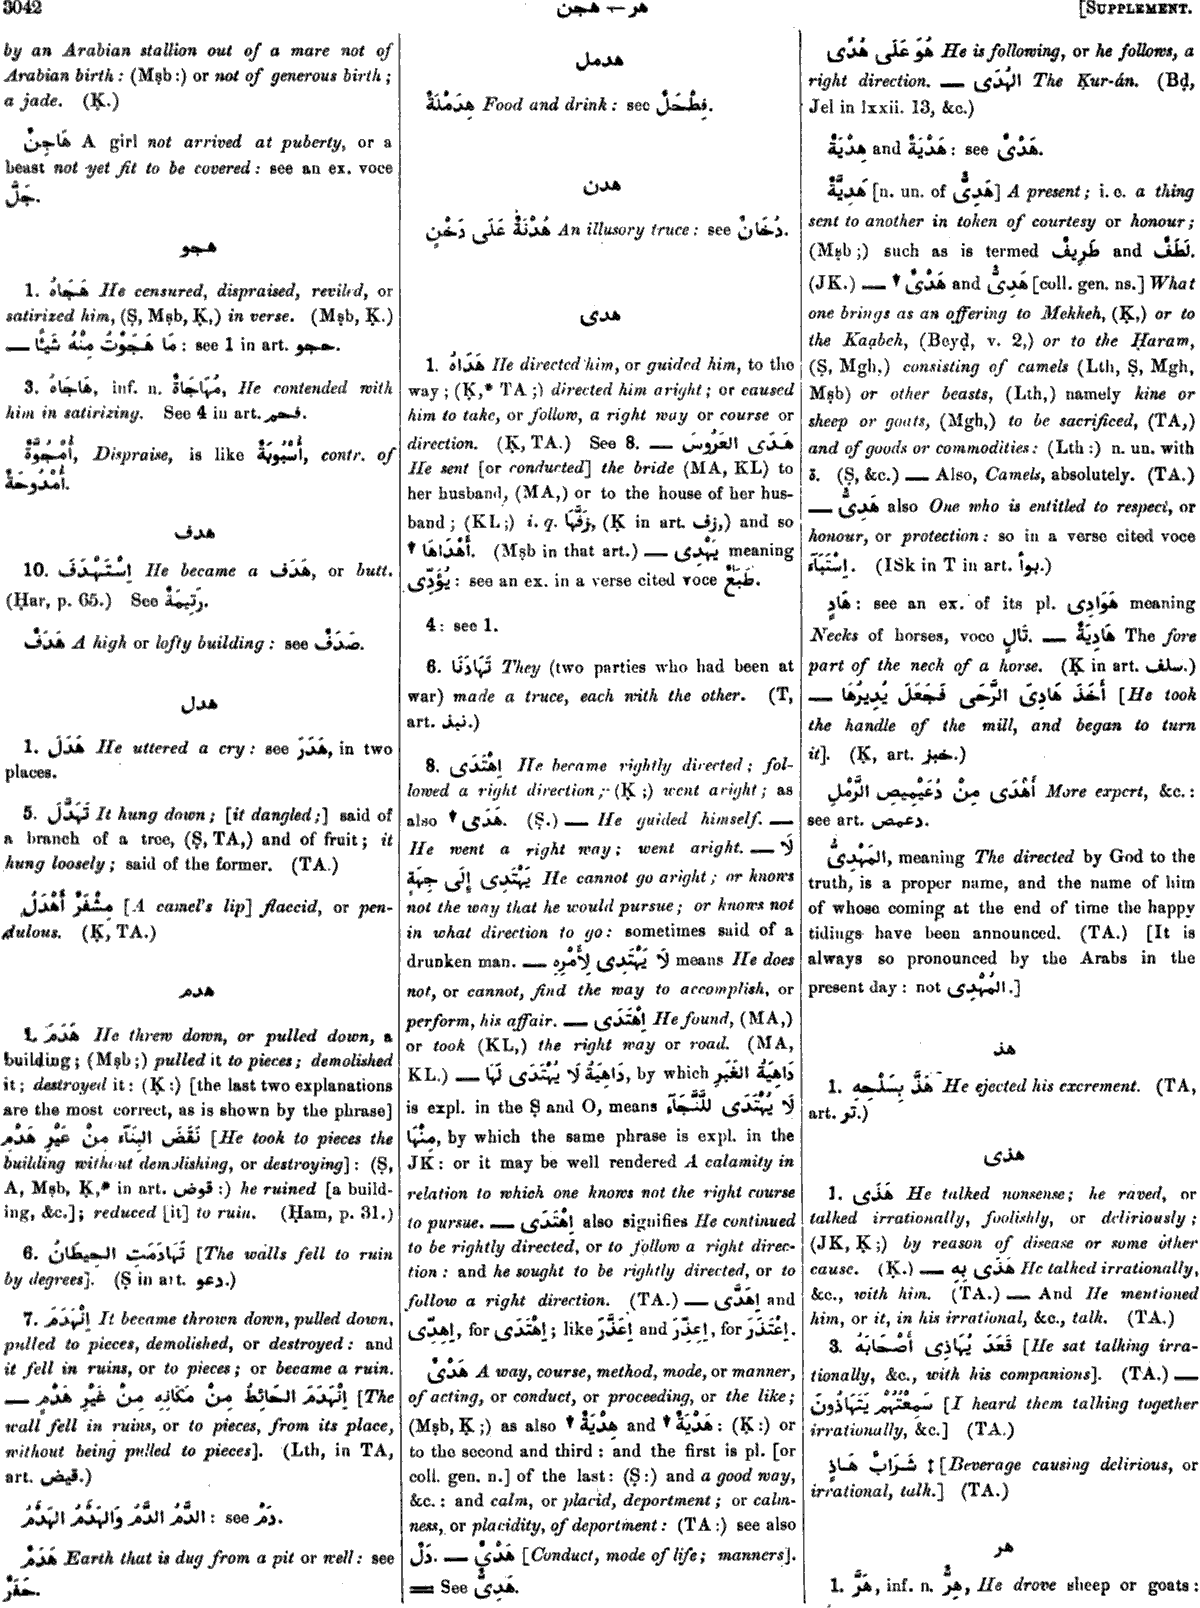 3042
هجن — هر
[SUPPLEMENT.
by an Arabian stallion out of a mare not of
Arabian birth: (Mṣb:) or not of generous birth;
a jade. (Ḳ.)
هَاجِنٌ A girl not arrived at puberty, or a
beast not yet fit to be covered: see an ex. voce
جَلَّ.
هجو
1. هَجَاهُ He censured, dispraised, reviled, or
satirized him, (Ṣ, Mṣb, Ḳ,) in verse. (Mṣb, Ḳ.)
— مَا هَجَوْتُ مِنْهُ شَيْئًا: see 1 in art. حجو.
3. هَاجَاهُ, inf. n. مُهَاجَاةٌ, He contended with
him in satirizing. See 4 in art. فحم.
أُهْجُوَّةٌ, Dispraise, is like أُسْبُوبَةٌ, contr. of
أُمْدُوحَةٌ.
هدف
10. اِسْتَهْدَفَ He became a هَدَف, or butt.
(Ḥar, p. 65.) See رَتِيمَةٌ.
هَدَفٌ A high or lofty building: see صَدَفٌ.
هدل
1. هَدَلَ He uttered a cry: see هَدَرَ, in two
places.
5. تَهَدَّلَ It hung down; [it dangled;] said of
a branch of a tree, (Ṣ, TA,) and of fruit; it
hung loosely; said of the former. (TA.)
مِشْفَرٌ أَهْدَلُ [A camel's lip] flaccid, or pen-
dulous. (Ḳ, TA.)
هدم
1. هَدَمَ He threw down, or pulled down, a
building; (Mṣb;) pulled it to pieces; demolished
it; destroyed it: (Ḳ:) [the last two explanations
are the most correct, as is shown by the phrase]
نَقَضَ البِنَآءَ مِنْ غَيْرِ هَدْمٍ [He took to pieces the
building without demolishing, or destroying]: (Ṣ,
A, Mṣb, Ḳ,* in art. قوض:) he ruined [a build-
ing, &c.]; reduced [it] to ruin. (Ḥam, p. 31.)
6. تَهَادَمَتِ الحِيطَانُ [The walls fell to ruin
by degrees]. (Ṣ in art. دعو.)
7. اِنْهَدَمَ It became thrown down, pulled down,
pulled to pieces, demolished, or destroyed: and
it fell in ruins, or to pieces; or became a ruin.
— اِنْهَدَمَ الحَائِطُ مِنْ مَكَانِهِ مِنْ غَيْرِ هَدْمٍ [The
wall fell in ruins, or to pieces, from its place,
without being pulled to pieces]. (Lth, in TA,
art. قيض.)
الدَّمُ الدَّمُ وَالهَدَمُ الهَدَمُ: see دَمٌ.
هَدَمٌ Earth that is dug from a pit or well: see
حَفَرٌ.
هدمل
هِدَمْلَةٌ Food and drink: see فِطَحْلٌ.
هدن
هُدْنَةٌ عَلَى دَخَنٍ An illusory truce: see دُخَانٌ.
هدى
1. هَدَاهُ He directed him, or guided him, to the
way; (Ḳ,* TA;) directed him aright; or caused
him to take, or follow, a right way or course or
direction. (Ḳ, TA.) See 8. — هَدَى العَرُوسَ
He sent [or conducted] the bride (MA, KL) to
her husband, (MA,) or to the house of her hus-
band; (KL;) i. q. زَفَّهَا, (Ḳ in art. زف,) and so
أَهْدَاهَا. (Mṣb in that art.) — يَهْدِى meaning
يُؤَدِّى: see an ex. in a verse cited voce طَبَعٌ.
4: see 1.
6. تَهَادَنَا They (two parties who had been at
war) made a truce, each with the other. (T,
art. نبذ.)
8. اِهْتَدَى He became rightly directed; fol-
lowed a right direction; (Ḳ;) went aright; as
also هَدَى. (Ṣ.) — He guided himself. —
He went a right way; went aright. — لَا
يَهْتَدِى إِلَى جِهَةٍ He cannot go aright; or knows
not the way that he would pursue; or knows not
in what direction to go: sometimes said of a
drunken man. — لَا يَهْتَدِى لِأَمْرِهِ means He does
not, or cannot, find the way to accomplish, or
perform, his affair. — اِهْتَدَى He found, (MA,)
or took (KL,) the right way or road. (MA,
KL.) — دَاهِيَةٌ لَا يُهْتَدَى لَهَا, by which دَاهِيَةُ الغَبَرِ
is expl. in the Ṣ and O, means لَا يُهْتَدَى لِلنَّجَآءِ
مِنْهَا, by which the same phrase is expl. in the
JK: or it may be well rendered A calamity in
relation to which one knows not the right course
to pursue. — اِهْتَدَى also signifies He continued
to be rightly directed, or to follow a right direc-
tion: and he sought to be rightly directed, or to
follow a right direction. (TA.) — اِهَدَّى and
اِهِدِّى, for اِهْتَدَى; like اِعَذَّرَ and اِعِذِّرَ, for اِعْتَذَرَ.
هَدْىٌ A way, course, method, mode, or manner,
of acting, or conduct, or proceeding, or the like;
(Mṣb, Ḳ;) as also هِدْيَةٌ and هَدْيَةٌ: (Ḳ:) or
to the second and third: and the first is pl. [or
coll. gen. n.] of the last: (Ṣ:) and a good way,
&c.: and calm, or placid, deportment; or calm-
ness, or placidity, of deportment: (TA:) see also
دَلٌّ. — هَدْىٌ [Conduct, mode of life; manners].
═ See هَدِىٌّ.
هُوَ عَلَى هُدًى He is following, or he follows, a
right direction. — الهُدَى The Ḳur-án. (Bḍ,
Jel in lxxii. 13, &c.)
هِدْيَةٌ and هَدْيَةٌ: see هَدْىٌ.
هَدِيَّةٌ [n. un. of هَدِىٌّ] A present; i. e. a thing
sent to another in token of courtesy or honour;
(Mṣb;) such as is termed طَرِيفٌ and لَطَفٌ.
(JK.) — هَدْىٌ and هَدِىٌّ [coll. gen. ns.] What
one brings as an offering to Mekkeh, (Ḳ,) or to
the Kaạbeh, (Beyḍ, v. 2,) or to the Ḥaram,
(Ṣ, Mgh,) consisting of camels (Lth, Ṣ, Mgh,
Mṣb) or other beasts, (Lth,) namely kine or
sheep or goats, (Mgh,) to be sacrificed, (TA,)
and of goods or commodities: (Lth:) n. un. with
ة. (Ṣ, &c.) — Also, Camels, absolutely. (TA.)
— هَدِىٌّ also One who is entitled to respect, or
honour, or protection: so in a verse cited voce
اِسْتَبَآءَ. (ISk in T in art. بوأ.)
هَادٍ: see an ex. of its pl. هَوَادِى meaning
Necks of horses, voce تَالٍ. — هَادِيَةٌ The fore
part of the neck of a horse. (Ḳ in art. سلف.)
— أَخَذَ هَادِىَ الرَّحَى فَجَعَلَ يُدِيرُهَا [He took
the handle of the mill, and began to turn
it]. (Ḳ, art. خبز.)
أَهْدَى مِنْ دُعَيْمِيصِ الرَّمْلِ More expert, &c.:
see art. دعمص.
المَهْدِىُّ, meaning The directed by God to the
truth, is a proper name, and the name of him
of whose coming at the end of time the happy
tidings have been announced. (TA.) [It is
always so pronounced by the Arabs in the
present day: not المُهْدِى.]
هذ
1. هَذَّ بِسَلْحِهِ He ejected his excrement. (TA,
art. تر.)
هذى
1. هَذَى He talked nonsense; he raved, or
talked irrationally, foolishly, or deliriously;
(JK, Ḳ;) by reason of disease or some other
cause. (Ḳ.) — هَذَى بِهِ He talked irrationally,
&c., with him. (TA.) — And He mentioned
him, or it, in his irrational, &c., talk. (TA.)
3. قَعَدَ يُهَاذِى أَصْحَابَهُ [He sat talking irra-
tionally, &c., with his companions]. (TA.) —
سَمِعْتُهُمْ يَتَهَاذَوْنَ [I heard them talking together
irrationally, &c.] (TA.)
شَرَابٌ هَاذٍ ‡ [Beverage causing delirious, or
irrational, talk.] (TA.)
هر
1. هَرَّ, inf. n. هِرٌّ, He drove sheep or goats: